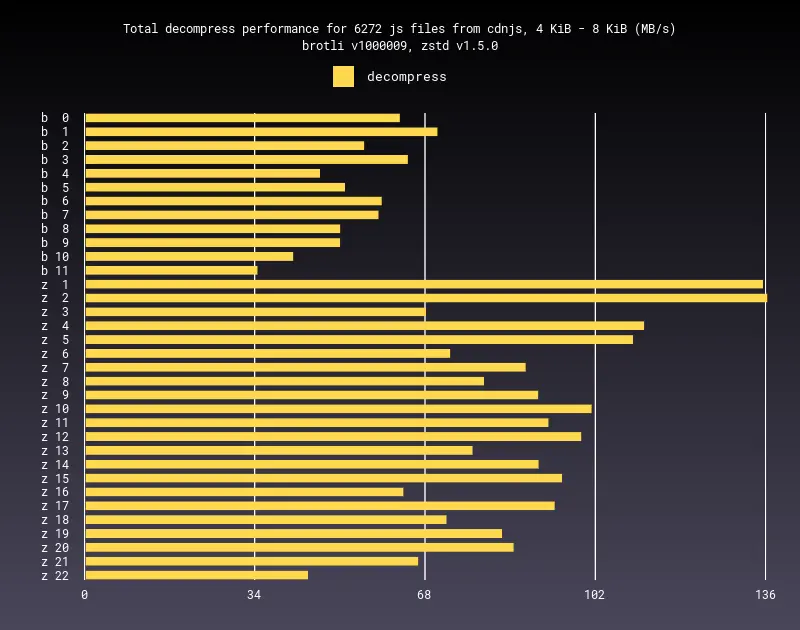 Total decompress performance for 6272 js files from cdnjs, 4 KiB - 8 KiB (MB/s)
brotli v1000009, zstd v1.5.0
decompress
b 0
b 1
b 2
b 3
b 4
b 5
b 6
b 7
b 8
b 9
b 10
b 11
z 1
z 2
z 3
z 4
z 5
z 6
z 7
z 8
z 9
z 10
z 11
z 12
z 13
z 14
z 15
z 16
z 17
z 18
z 19
z 20
z 21
z 22
0 34 68 102 136